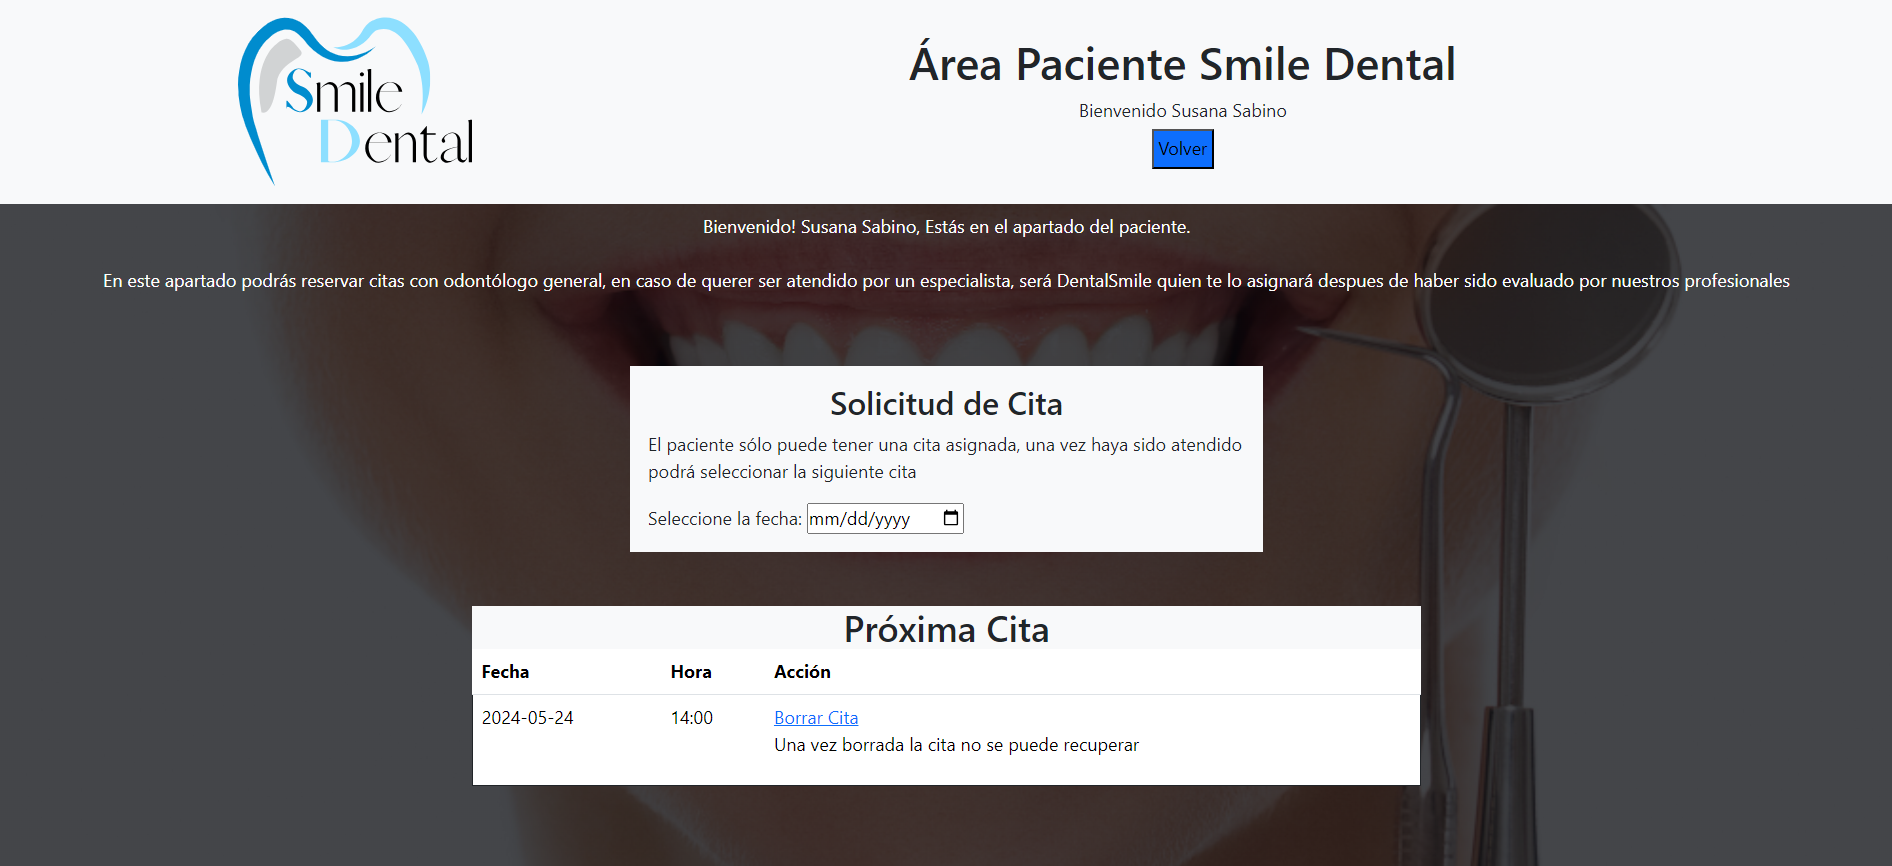 Smile
Dental
Área Paciente Smile Dental
Bienvenido Susana Sabino
Volver
Bienvenido! Susana Sabino, Estás en el apartado del paciente.
En este apartado podrás reservar citas con odontólogo general, en caso de querer ser atendido por un especialista, será DentalSmile quien te lo asignará despues de haber sido evaluado por nuestros profesionales
Solicitud de Cita
El paciente sólo puede tener una cita asignada, una vez haya sido atendido
podrá seleccionar la siguiente cita
Seleccione la fecha: mm/dd/yyyy
Próxima Cita
Fecha Hora Acción
2024-05-24 14:00 Borrar Cita
Una vez borrada la cita no se puede recuperar